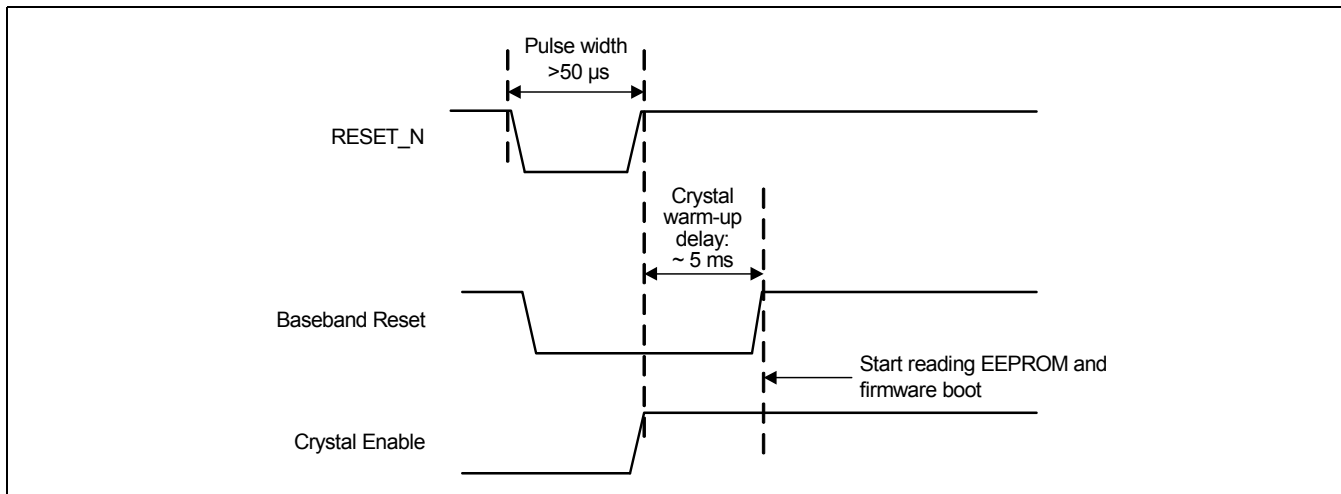 Pulse width
>50 µs
RESET_N
Crystal
warm-up
delay:
~ 5 ms
Baseband Reset
Start reading EEPROM and
firmware boot
Crystal Enable